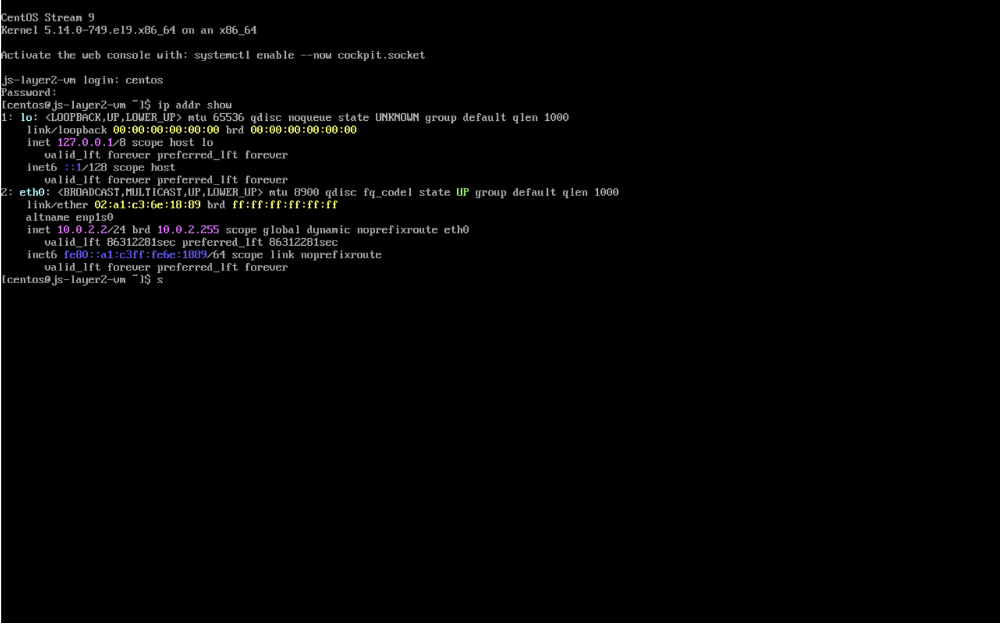 CentOS Stream 9
Kernel 5.14.0-749.el9.x86_64 on an x86_64
Activate the web console with: systemctl enable --now cockpit.socket
js-layer2-vm login: centos
Password:
[centos@js-layer2-vm ~]$ ip addr show
1: lo: <LOOPBACK,UP,LOWER_UP> mtu 65536 qdisc noqueue state UNKNOWN group default qlen 1000
    link/loopback 00:00:00:00:00:00 brd 00:00:00:00:00:00
    inet 127.0.0.1/8 scope host lo
       valid_lft forever preferred_lft forever
    inet6 ::1/128 scope host
       valid_lft forever preferred_lft forever
2: eth0: <BROADCAST,MULTICAST,UP,LOWER_UP> mtu 8900 qdisc fq_codel state UP group default qlen 1000
    link/ether 02:a1:c3:6e:18:89 brd ff:ff:ff:ff:ff:ff
    altname enp1s0
    inet 10.0.2.2/24 brd 10.0.2.255 scope global dynamic noprefixroute eth0
       valid_lft 86312281sec preferred_lft 86312281sec
    inet6 fe80::a1:c3ff:fe6e:1889/64 scope link noprefixroute
       valid_lft forever preferred_lft forever
[centos@js-layer2-vm ~]$ s